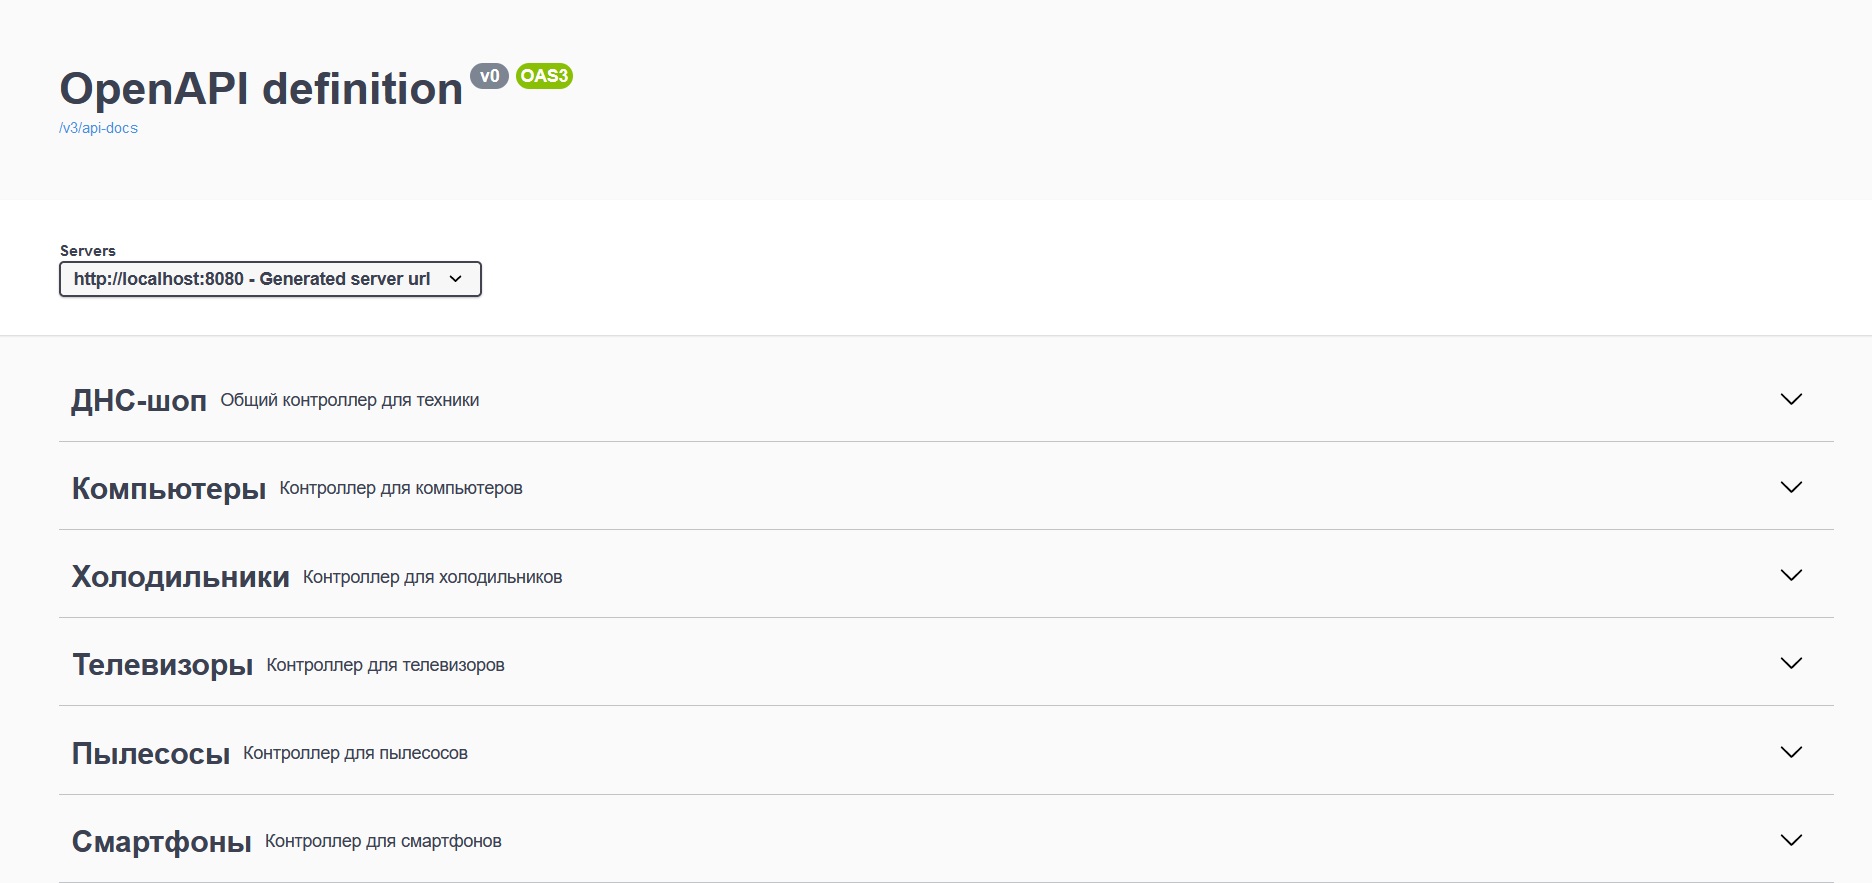 OpenAPI definition v0 OAS3
/v3/api-docs
Servers
http://localhost:8080 - Generated server url
ДНС-шоп Общий контроллер для техники
Компьютеры Контроллер для компьютеров
Холодильники Контроллер для холодильников
Телевизоры Контроллер для телевизоров
Пылесосы Контроллер для пылесосов
Смартфоны Контроллер для смартфонов